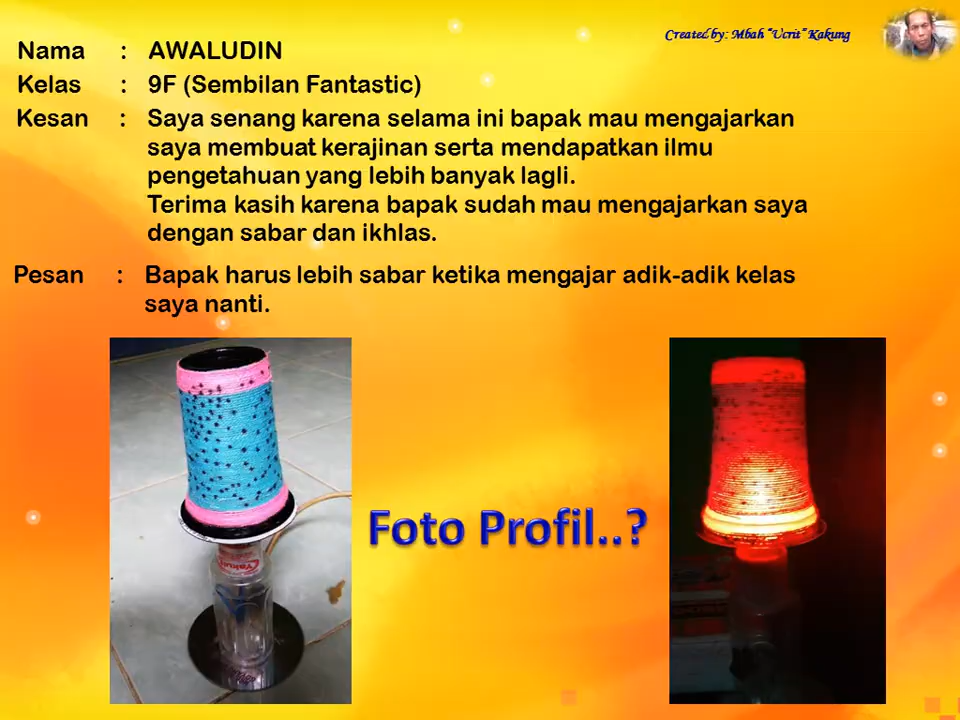 Created by: Mbah "Ucrit" Kakung
Nama : AWALUDIN
Kelas : 9F (Sembilan Fantastic)
Kesan : Saya senang karena selama ini bapak mau mengajarkan
saya membuat kerajinan serta mendapatkan ilmu
pengetahuan yang lebih banyak lagli.
Terima kasih karena bapak sudah mau mengajarkan saya
dengan sabar dan ikhlas.
Pesan : Bapak harus lebih sabar ketika mengajar adik-adik kelas
saya nanti.
Yakult
Foto Profil..?